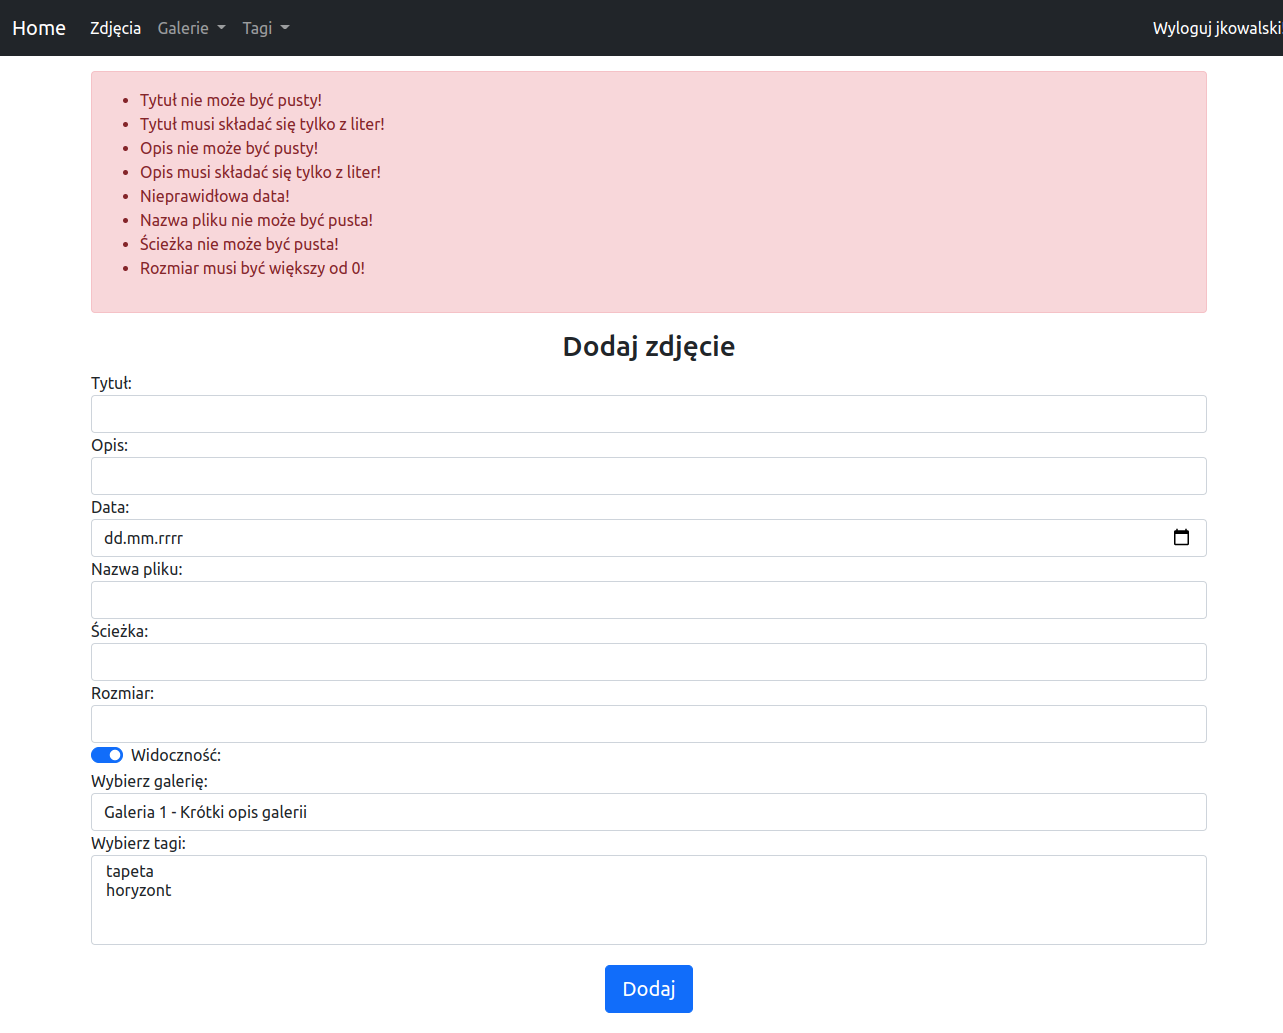 Home Zdjęcia Galerie Tagi Wyloguj jkowalski
Tytuł nie może być pusty!
Tytuł musi składać się tylko z liter!
Opis nie może być pusty!
Opis musi składać się tylko z liter!
Nieprawidłowa data!
Nazwa pliku nie może być pusta!
Ścieżka nie może być pusta!
Rozmiar musi być większy od 0!
Dodaj zdjęcie
Tytuł:
Opis:
Data:
dd.mm.rrrr
Nazwa pliku:
Ścieżka:
Rozmiar:
Widoczność:
Wybierz galerię:
Galeria 1 - Krótki opis galerii
Wybierz tagi:
tapeta
horyzont
Dodaj